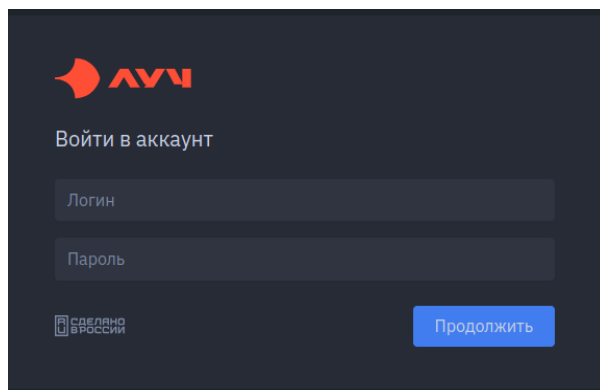 ЛУЧ
Войти в аккаунт
Логин
Пароль
СДЕЛАНО
В РОССИИ
Продолжить